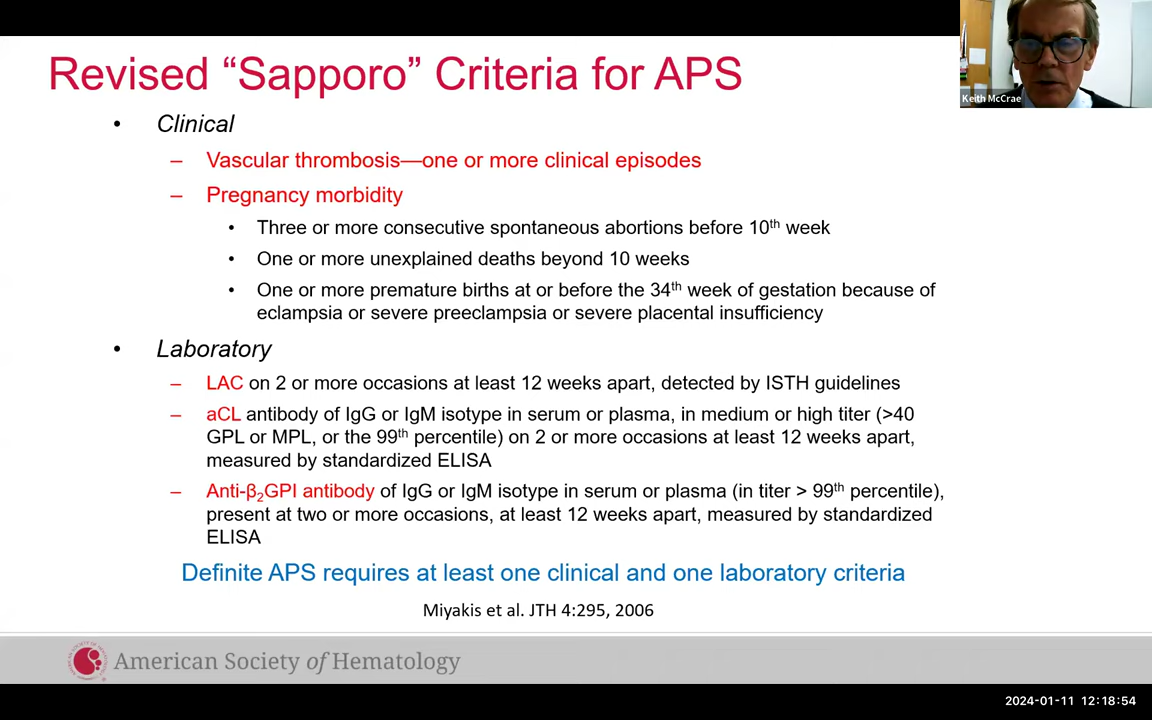 Revised “Sapporo” Criteria for APS
Keith McCrae
• Clinical
– Vascular thrombosis—one or more clinical episodes
– Pregnancy morbidity
• Three or more consecutive spontaneous abortions before 10th week
• One or more unexplained deaths beyond 10 weeks
• One or more premature births at or before the 34th week of gestation because of
eclampsia or severe preeclampsia or severe placental insufficiency
• Laboratory
– LAC on 2 or more occasions at least 12 weeks apart, detected by ISTH guidelines
– aCL antibody of IgG or IgM isotype in serum or plasma, in medium or high titer (>40
GPL or MPL, or the 99th percentile) on 2 or more occasions at least 12 weeks apart,
measured by standardized ELISA
– Anti-β2GPI antibody of IgG or IgM isotype in serum or plasma (in titer > 99th percentile),
present at two or more occasions, at least 12 weeks apart, measured by standardized
ELISA
Definite APS requires at least one clinical and one laboratory criteria
Miyakis et al. JTH 4:295, 2006
American Society of Hematology
2024-01-11 12:18:54